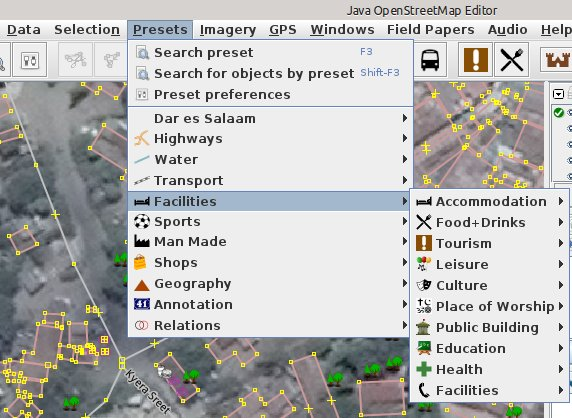 Java OpenStreetMap Editor
Data Selection Presets Imagery GPS Windows Field Papers Audio Help
Search preset F3
Search for objects by preset Shift-F3
Preset preferences
Dar es Salaam
Highways
Water
Transport
Facilities
Sports
Man Made
Shops
Geography
41 Annotation
Relations
Accommodation
Food+Drinks
Tourism
Leisure
Culture
Place of Worship
Public Building
Education
Health
Facilities
Kyera Sreet